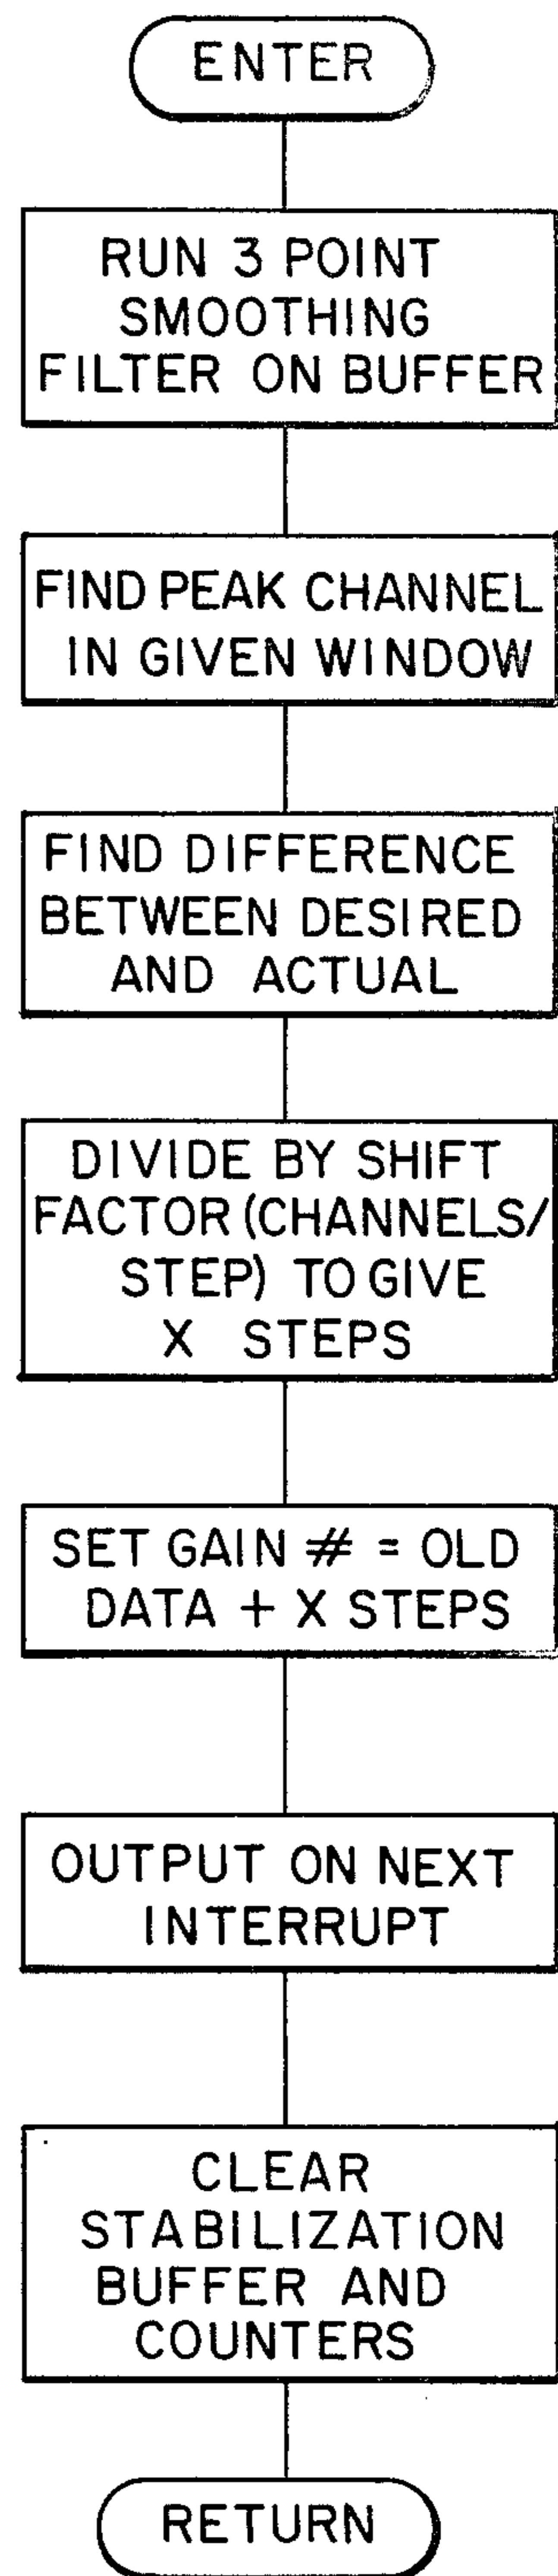 ENTER
RUN 3 POINT
SMOOTHING
FILTER ON BUFFER
FIND PEAK CHANNEL
IN GIVEN WINDOW
FIND DIFFERENCE
BETWEEN DESIRED
AND ACTUAL
DIVIDE BY SHIFT
FACTOR (CHANNELS/
STEP) TO GIVE
X STEPS
SET GAIN # = OLD
DATA + X STEPS
OUTPUT ON NEXT
INTERRUPT
CLEAR
STABILIZATION
BUFFER AND
COUNTERS
RETURN